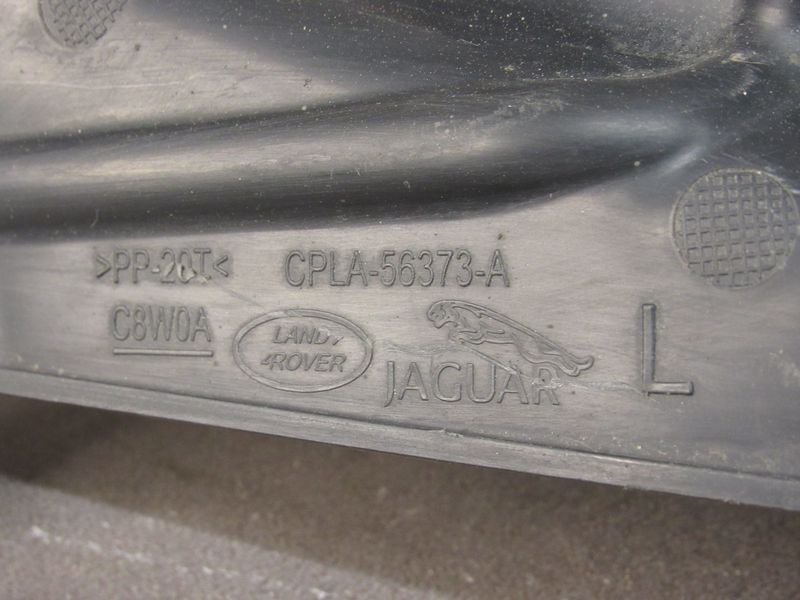 >PP-20T< CPLA-56373-A
C8W0A
LAND
ROVER
JAGUAR
L